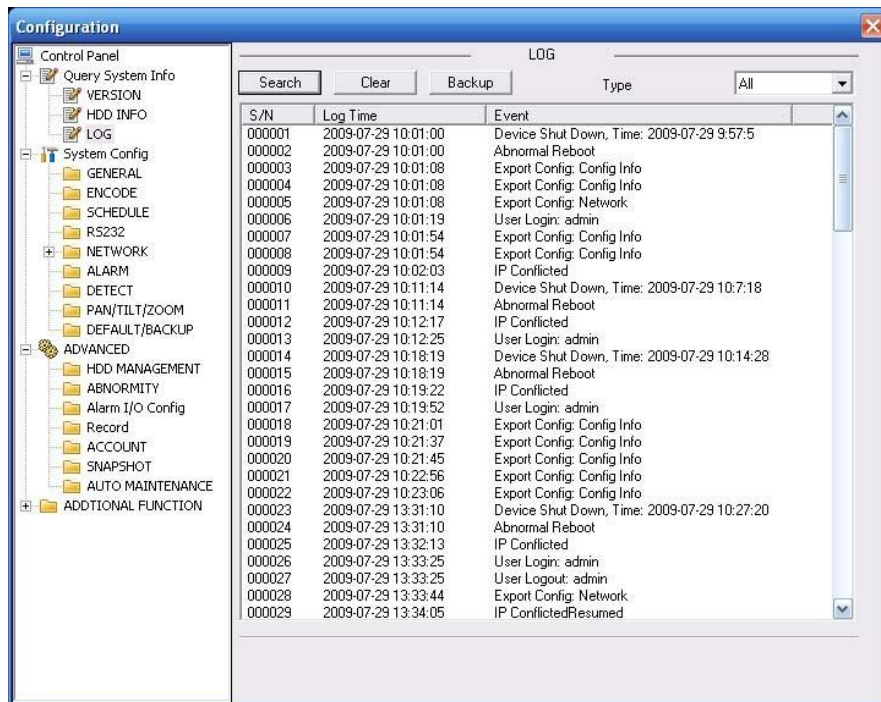 Configuration
Control Panel
Query System Info
VERSION
HDD INFO
LOG
System Config
GENERAL
ENCODE
SCHEDULE
RS232
NETWORK
ALARM
DETECT
PAN/TILT/ZOOM
DEFAULT/BACKUP
ADVANCED
HDD MANAGEMENT
ABNORMITY
Alarm I/O Config
Record
ACCOUNT
SNAPSHOT
AUTO MAINTENANCE
ADDTIONAL FUNCTION
LOG
Search Clear Backup Type All
S/N Log Time Event
000001 2009-07-29 10:01:00 Device Shut Down, Time: 2009-07-29 9:57:5
000002 2009-07-29 10:01:00 Abnormal Reboot
000003 2009-07-29 10:01:08 Export Config: Config Info
000004 2009-07-29 10:01:08 Export Config: Config Info
000005 2009-07-29 10:01:08 Export Config: Network
000006 2009-07-29 10:01:19 User Login: admin
000007 2009-07-29 10:01:54 Export Config: Config Info
000008 2009-07-29 10:01:54 Export Config: Config Info
000009 2009-07-29 10:02:03 IP Conflicted
000010 2009-07-29 10:11:14 Device Shut Down, Time: 2009-07-29 10:7:18
000011 2009-07-29 10:11:14 Abnormal Reboot
000012 2009-07-29 10:12:17 IP Conflicted
000013 2009-07-29 10:12:25 User Login: admin
000014 2009-07-29 10:18:19 Device Shut Down, Time: 2009-07-29 10:14:28
000015 2009-07-29 10:18:19 Abnormal Reboot
000016 2009-07-29 10:19:22 IP Conflicted
000017 2009-07-29 10:19:52 User Login: admin
000018 2009-07-29 10:21:01 Export Config: Config Info
000019 2009-07-29 10:21:37 Export Config: Config Info
000020 2009-07-29 10:21:45 Export Config: Config Info
000021 2009-07-29 10:22:56 Export Config: Config Info
000022 2009-07-29 10:23:06 Export Config: Config Info
000023 2009-07-29 13:31:10 Device Shut Down, Time: 2009-07-29 10:27:20
000024 2009-07-29 13:31:10 Abnormal Reboot
000025 2009-07-29 13:32:13 IP Conflicted
000026 2009-07-29 13:33:25 User Login: admin
000027 2009-07-29 13:33:25 User Logout: admin
000028 2009-07-29 13:33:44 Export Config: Network
000029 2009-07-29 13:34:05 IP ConflictedResumed